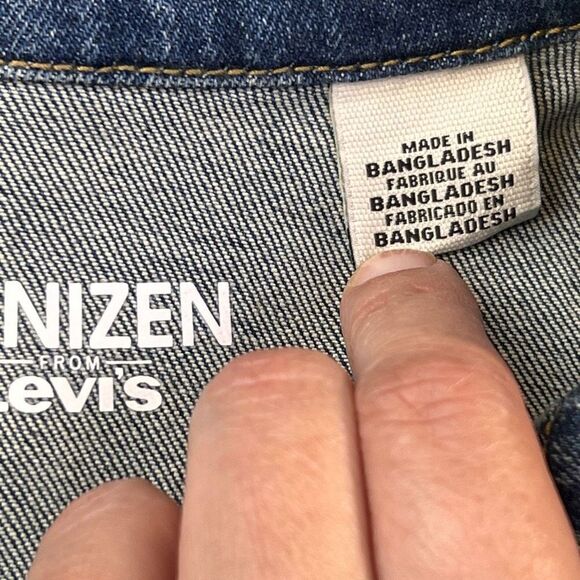 MADE IN
BANGLADESH
FABRIQUE AU
BANGLADESH
FABRICADO EN
BANGLADESH
NIZEN
FROM
Levi's